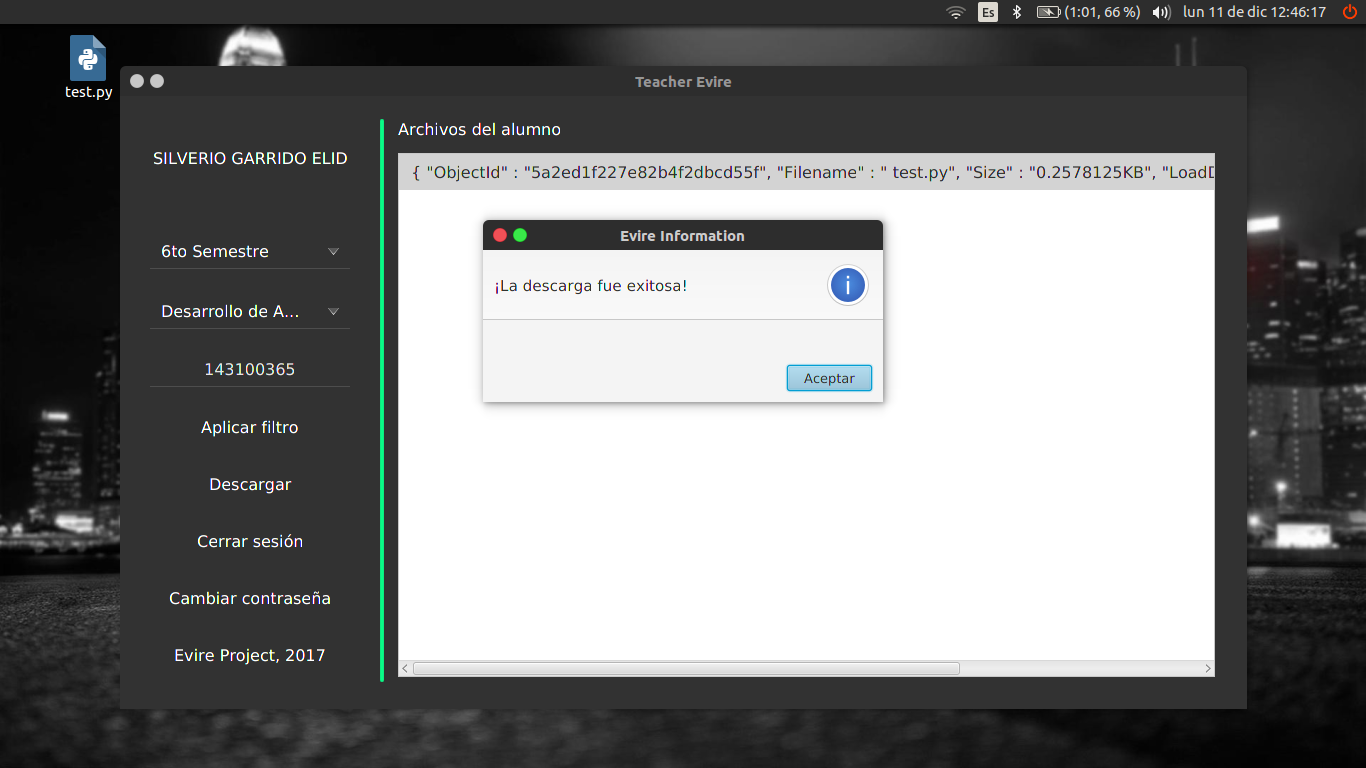 Es
(1:01, 66 %)
lun 11 de dic 12:46:17
test.py
Teacher Evire
SILVERIO GARRIDO ELID
6to Semestre
Desarrollo de A...
143100365
Aplicar filtro
Descargar
Cerrar sesión
Cambiar contraseña
Evire Project, 2017
Archivos del alumno
{ "ObjectId" : "5a2ed1f227e82b4f2dbcd55f", "Filename" : " test.py", "Size" : "0.2578125KB", "LoadD
Evire Information
¡La descarga fue exitosa!
Aceptar